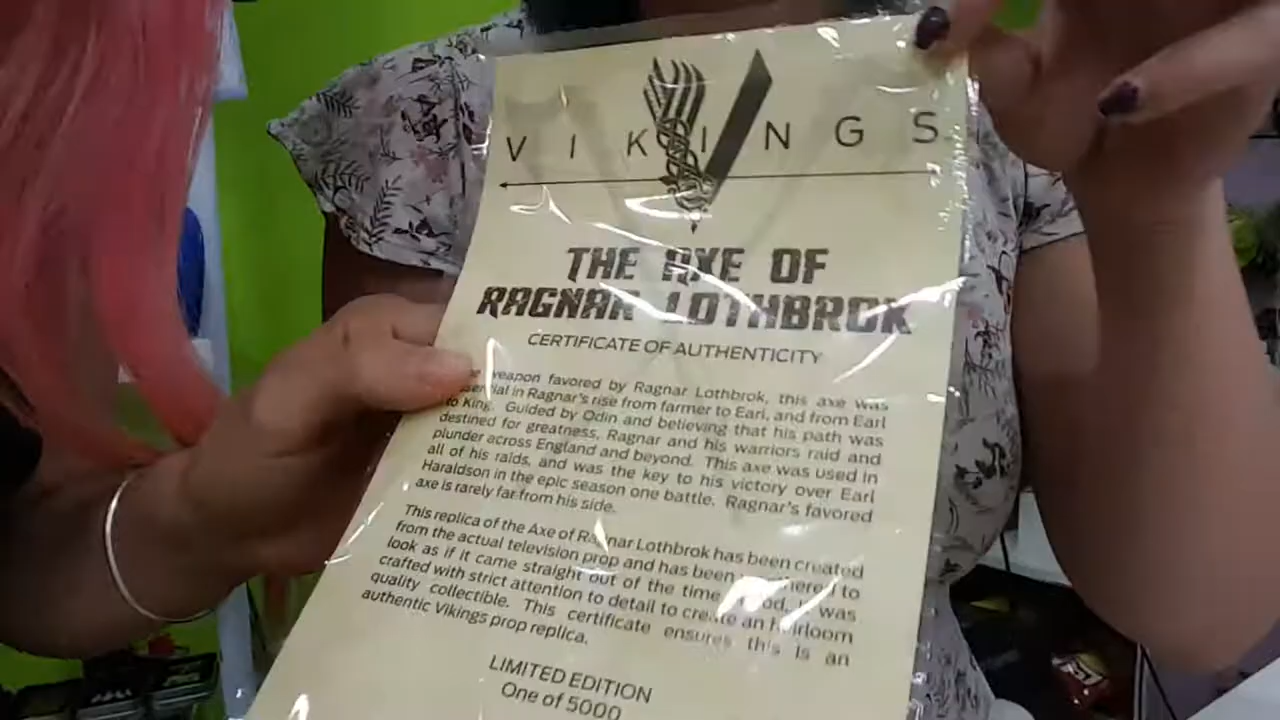 VIKINGS
THE AXE OF
RAGNAR LOTHBROK
CERTIFICATE OF AUTHENTICITY
weapon favored by Ragnar Lothbrok, this axe was
in Ragnar's rise from farmer to Earl, and from Earl
to King. Guided by Odin and believing that his path was
destined for greatness, Ragnar and his warriors raid and
plunder across England and beyond. This axe was used in
all of his raids, and was the key to his victory over Earl
Haraldson in the epic season one battle. Ragnar's favored
axe is rarely far from his side.
This replica of the Axe of Ragnar Lothbrok has been created
from the actual television prop and has been to
look as if it came straight out of the time was
crafted with strict attention to detail to create an heirloom
quality collectible. This certificate ensures this is an
authentic Vikings prop replica.
LIMITED EDITION
One of 5000